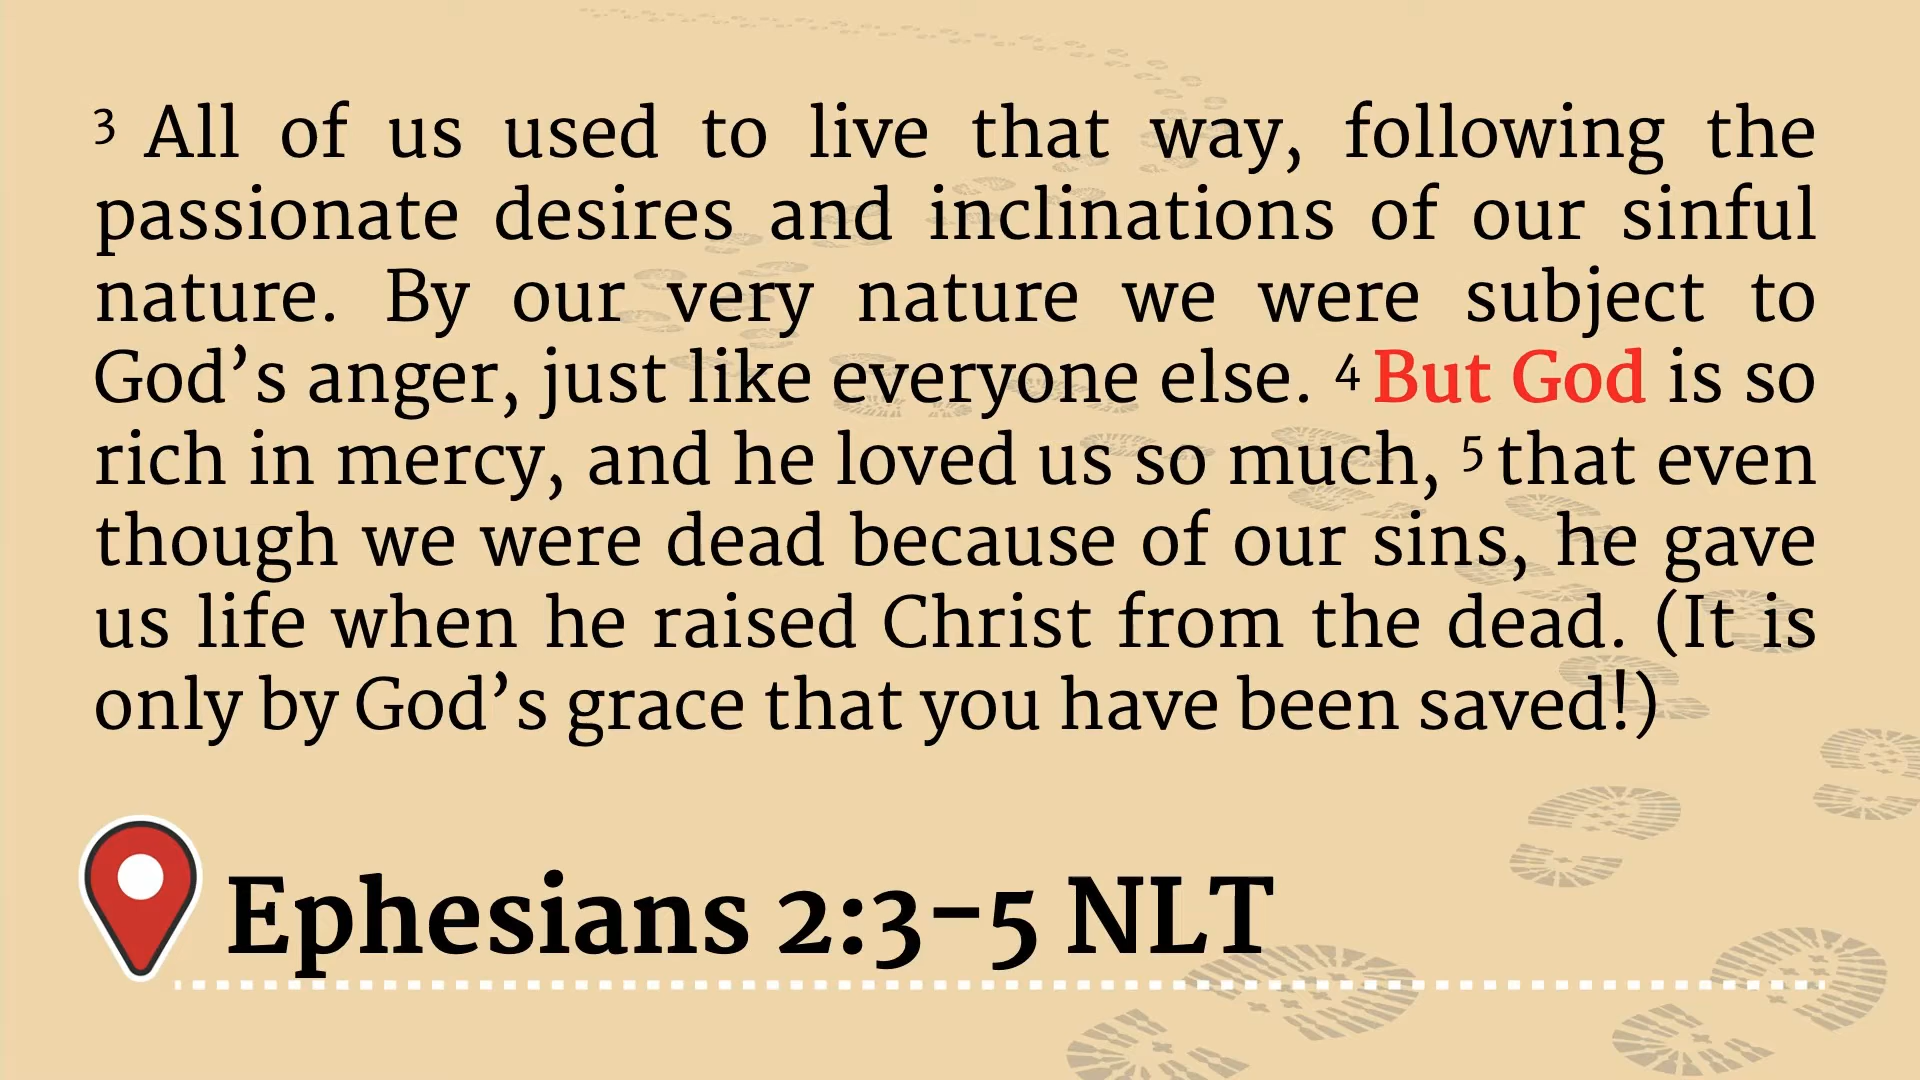 ³ All of us used to live that way, following the
passionate desires and inclinations of our sinful
nature. By our very nature we were subject to
God’s anger, just like everyone else. ⁴ But God is so
rich in mercy, and he loved us so much, ⁵ that even
though we were dead because of our sins, he gave
us life when he raised Christ from the dead. (It is
only by God’s grace that you have been saved!)
Ephesians 2:3–5 NLT